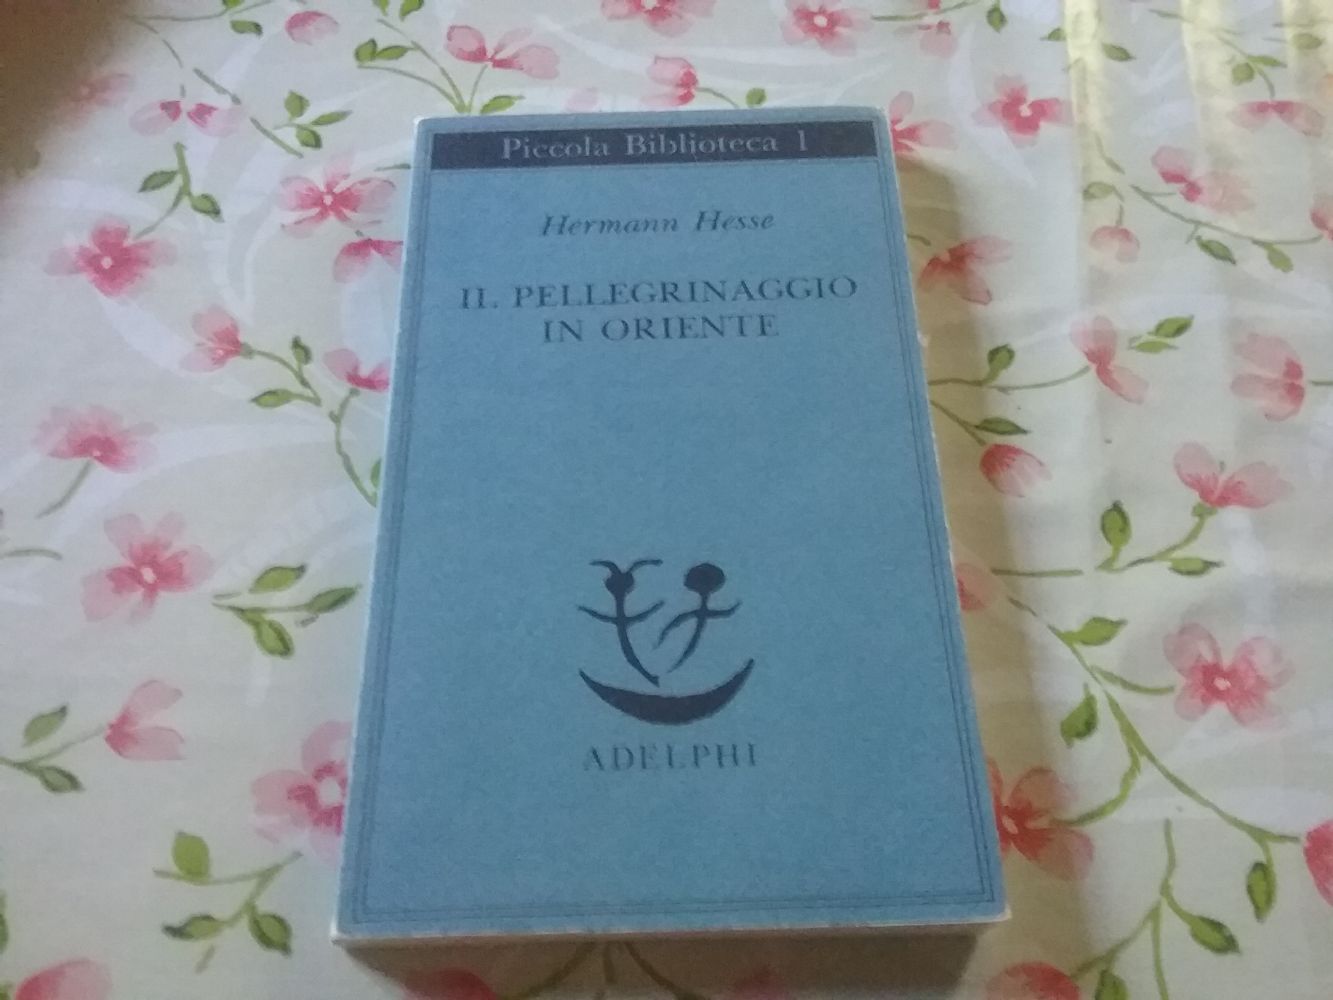 Piccola Biblioteca 1
Hermann Hesse
IL PELLEGRINAGGIO
IN ORIENTE
ADELPHI